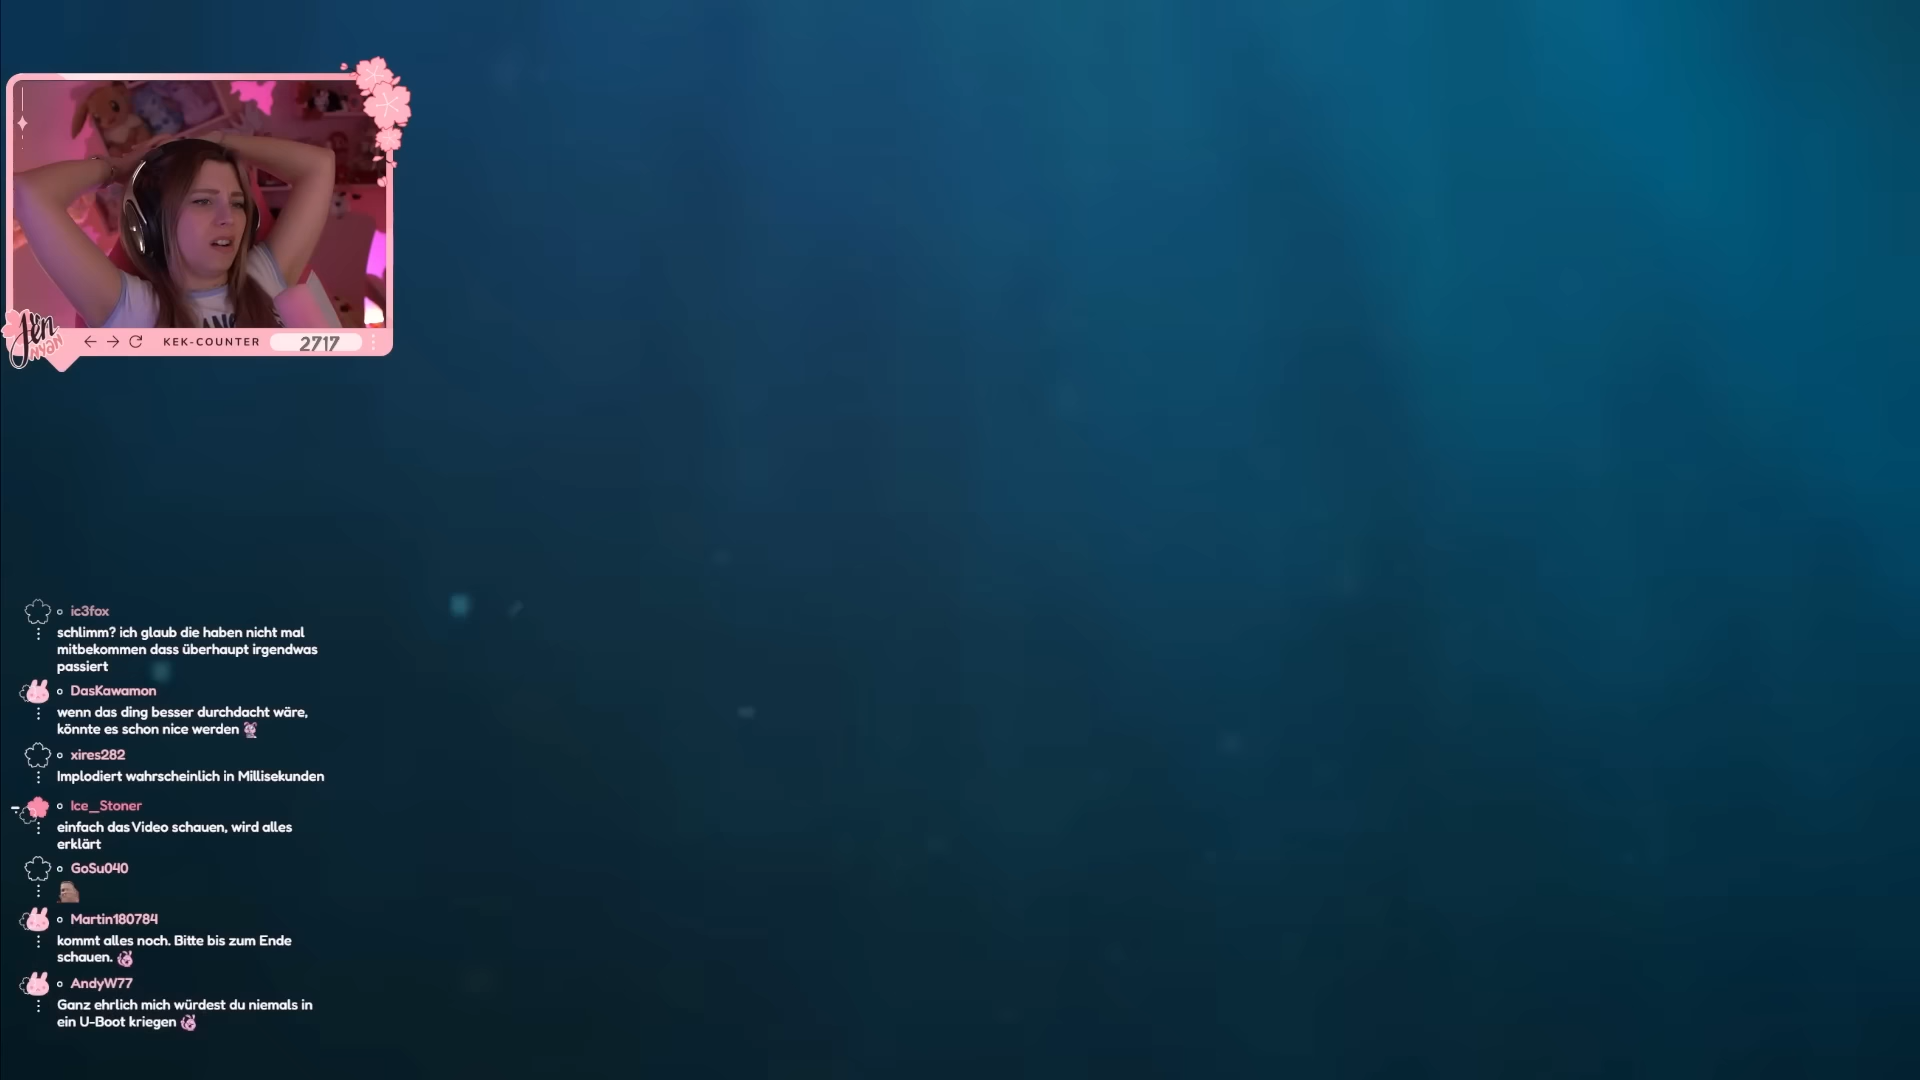 Jen
NYAN
KEK-COUNTER 2717
ic3fox
schlimm? ich glaub die haben nicht mal
mitbekommen dass überhaupt irgendwas
passiert
DasKawamon
wenn das ding besser durchdacht wäre,
könnte es schon nice werden
xires282
Implodiert wahrscheinlich in Millisekunden
Ice_Stoner
einfach das Video schauen, wird alles
erklärt
GoSu040
Martin180784
kommt alles noch. Bitte bis zum Ende
schauen.
AndyW77
Ganz ehrlich mich würdest du niemals in
ein U-Boot kriegen